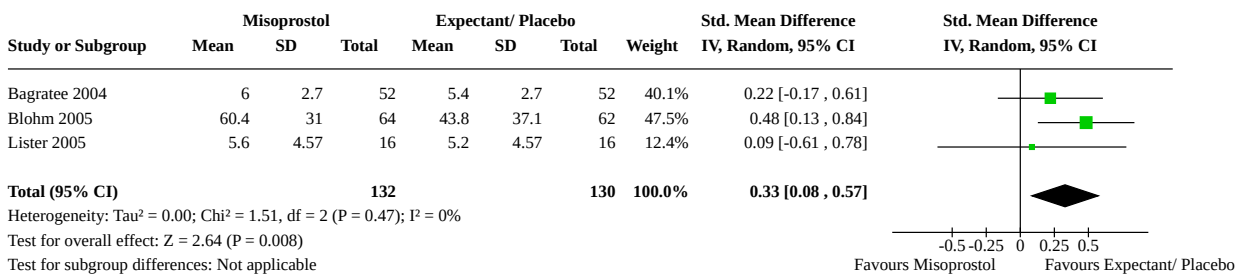 Misoprostol Expectant/ Placebo Std. Mean Difference Std. Mean Difference
Study or Subgroup Mean SD Total Mean SD Total Weight IV, Random, 95% CI IV, Random, 95% CI
Bagratee 2004 6 2.7 52 5.4 2.7 52 40.1% 0.22 [-0.17 , 0.61]
Blohm 2005 60.4 31 64 43.8 37.1 62 47.5% 0.48 [0.13 , 0.84]
Lister 2005 5.6 4.57 16 5.2 4.57 16 12.4% 0.09 [-0.61 , 0.78]
Total (95% CI) 132 130 100.0% 0.33 [0.08 , 0.57]
Heterogeneity: Tau² = 0.00; Chi² = 1.51, df = 2 (P = 0.47); I² = 0%
Test for overall effect: Z = 2.64 (P = 0.008) -0.5 -0.25 0 0.25 0.5
Test for subgroup differences: Not applicable Favours Misoprostol Favours Expectant/ Placebo